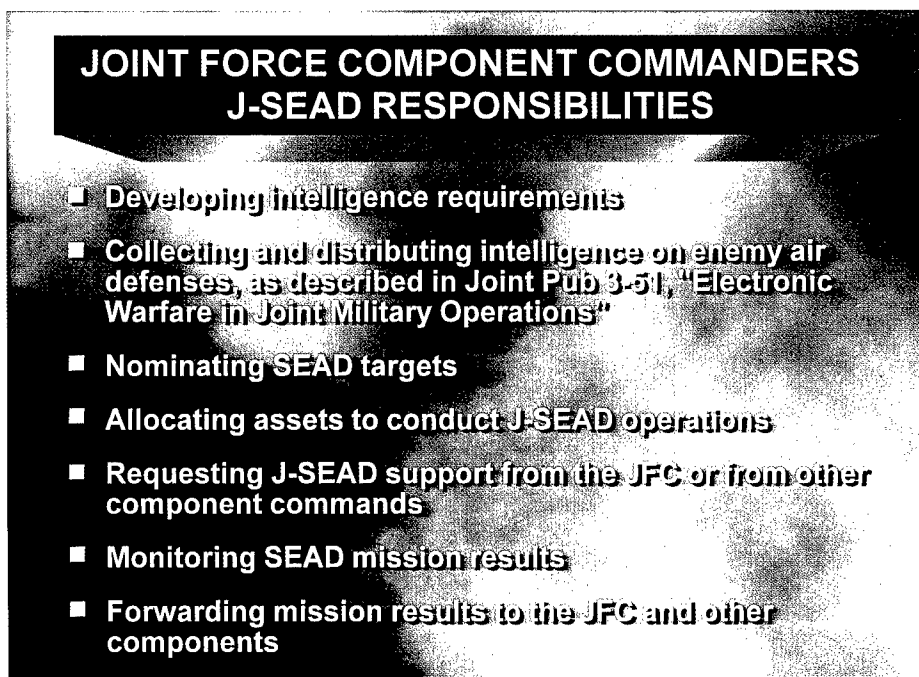 JOINT FORCE COMPONENT COMMANDERS
J-SEAD RESPONSIBILITIES
Developing intelligence requirements
Collecting and distributing intelligence on enemy air
defenses, as described in Joint Pub 3-51, "Electronic
Warfare in Joint Military Operations"
Nominating SEAD targets
Allocating assets to conduct J-SEAD operations
Requesting J-SEAD support from the JFC or from other
component commands
Monitoring SEAD mission results
Forwarding mission results to the JFC and other
components